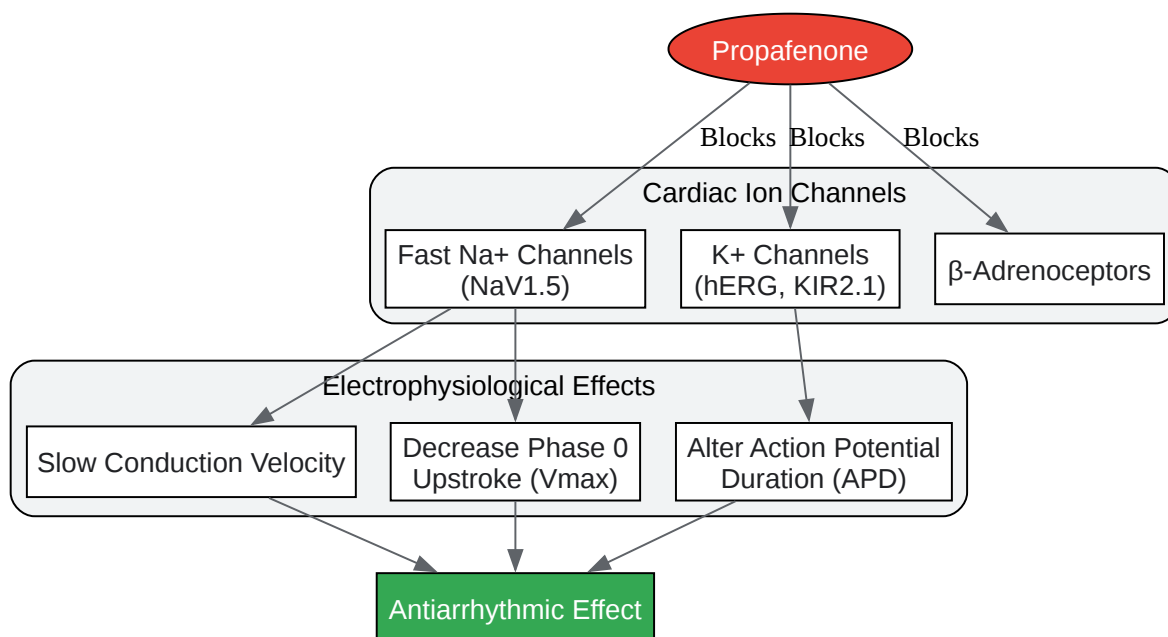 Propafenone
Blocks
Blocks
Blocks
Cardiac Ion Channels
Fast Na+ Channels
(NaV1.5)
K+ Channels
(hERG, KIR2.1)
β-Adrenoceptors
Electrophysiological Effects
Slow Conduction Velocity
Decrease Phase 0
Upstroke (Vmax)
Alter Action Potential
Duration (APD)
Antiarrhythmic Effect